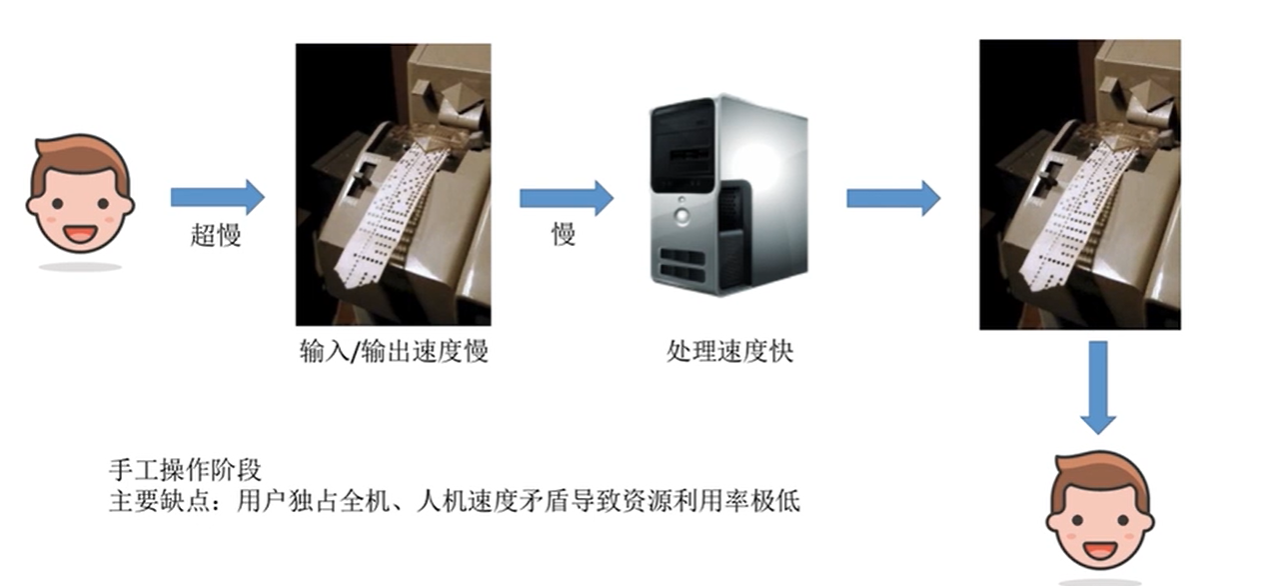 超慢
慢
输入/输出速度慢
处理速度快
手工操作阶段
主要缺点：用户独占全机、人机速度矛盾导致资源利用率极低